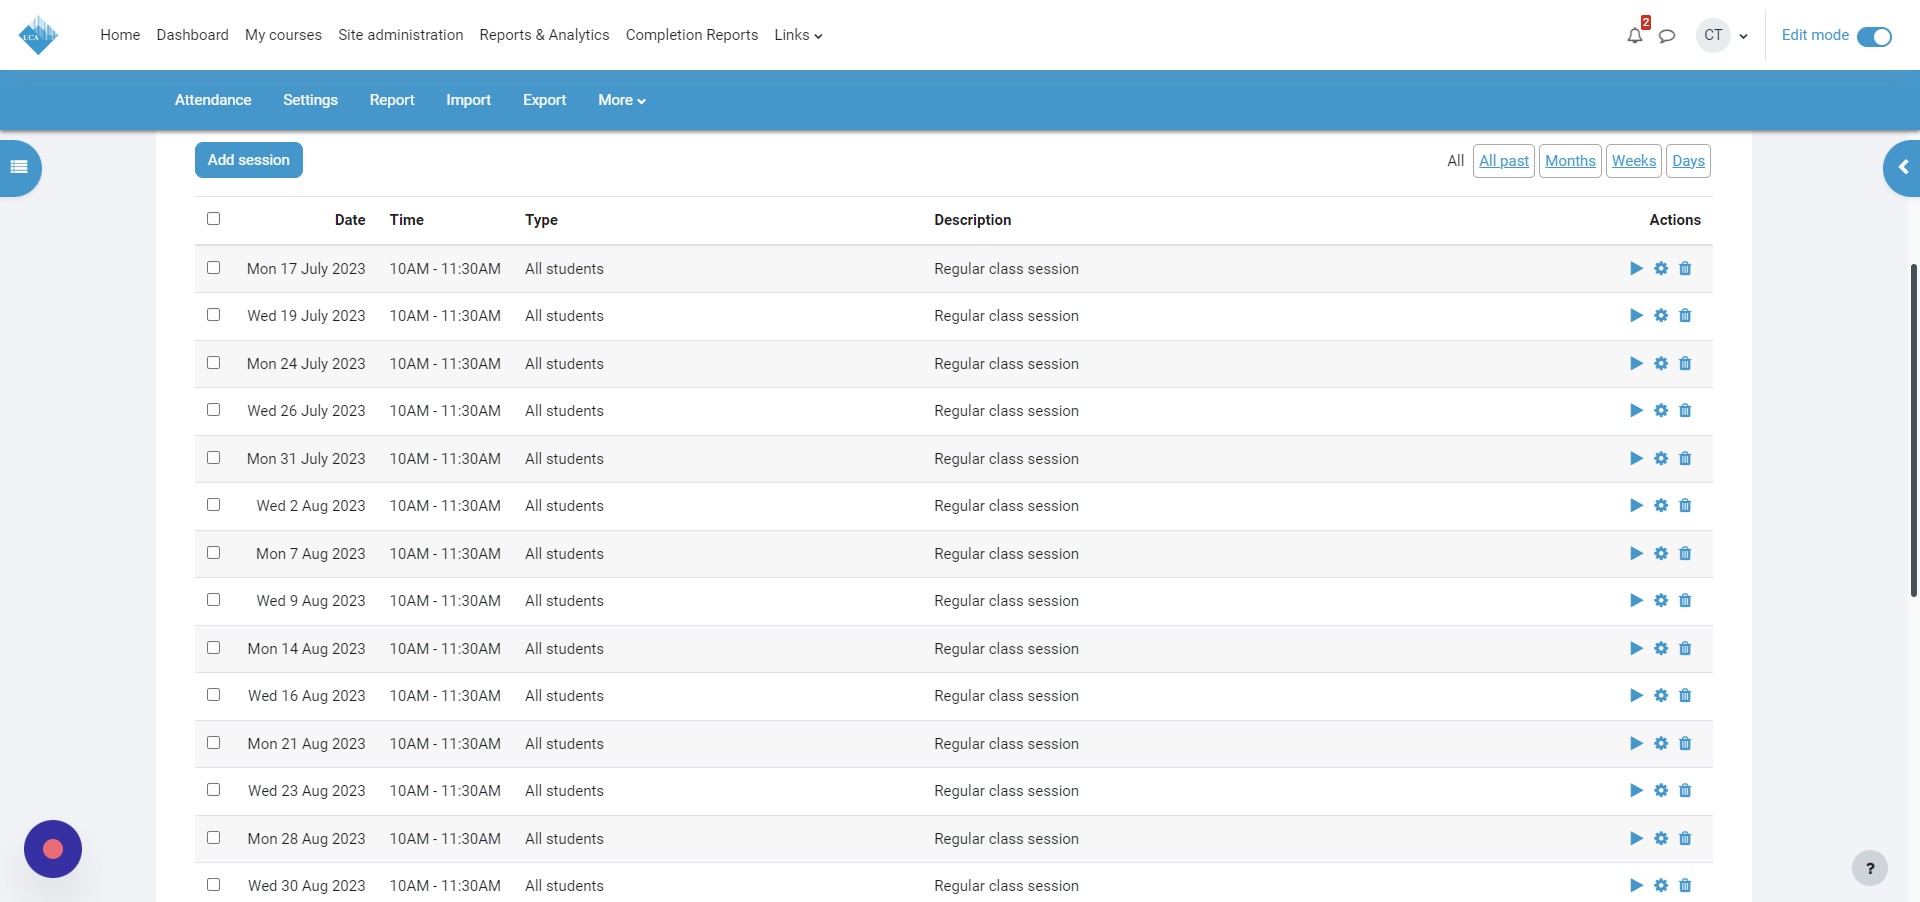 UCA
Home Dashboard My courses Site administration Reports & Analytics Completion Reports Links 2 CT Edit mode
Attendance Settings Report Import Export More
Add session All All past Months Weeks Days
Date Time Type Description Actions
Mon 17 July 2023 10AM - 11:30AM All students Regular class session
Wed 19 July 2023 10AM - 11:30AM All students Regular class session
Mon 24 July 2023 10AM - 11:30AM All students Regular class session
Wed 26 July 2023 10AM - 11:30AM All students Regular class session
Mon 31 July 2023 10AM - 11:30AM All students Regular class session
Wed 2 Aug 2023 10AM - 11:30AM All students Regular class session
Mon 7 Aug 2023 10AM - 11:30AM All students Regular class session
Wed 9 Aug 2023 10AM - 11:30AM All students Regular class session
Mon 14 Aug 2023 10AM - 11:30AM All students Regular class session
Wed 16 Aug 2023 10AM - 11:30AM All students Regular class session
Mon 21 Aug 2023 10AM - 11:30AM All students Regular class session
Wed 23 Aug 2023 10AM - 11:30AM All students Regular class session
Mon 28 Aug 2023 10AM - 11:30AM All students Regular class session
Wed 30 Aug 2023 10AM - 11:30AM All students Regular class session
?